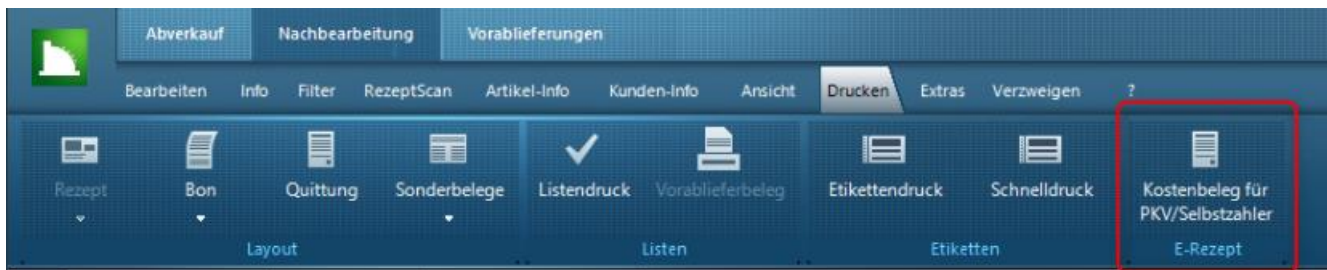 Abverkauf Nachbearbeitung Vorablieferungen
Bearbeiten Info Filter RezeptScan Artikel-Info Kunden-Info Ansicht Drucken Extras Verzweigen ?
Rezept Bon Quittung Sonderbelege Listendruck Vorablieferbeleg Etikettendruck Schnelldruck Kostenbeleg für
PKV/Selbstzahler
Layout Listen Etiketten E-Rezept